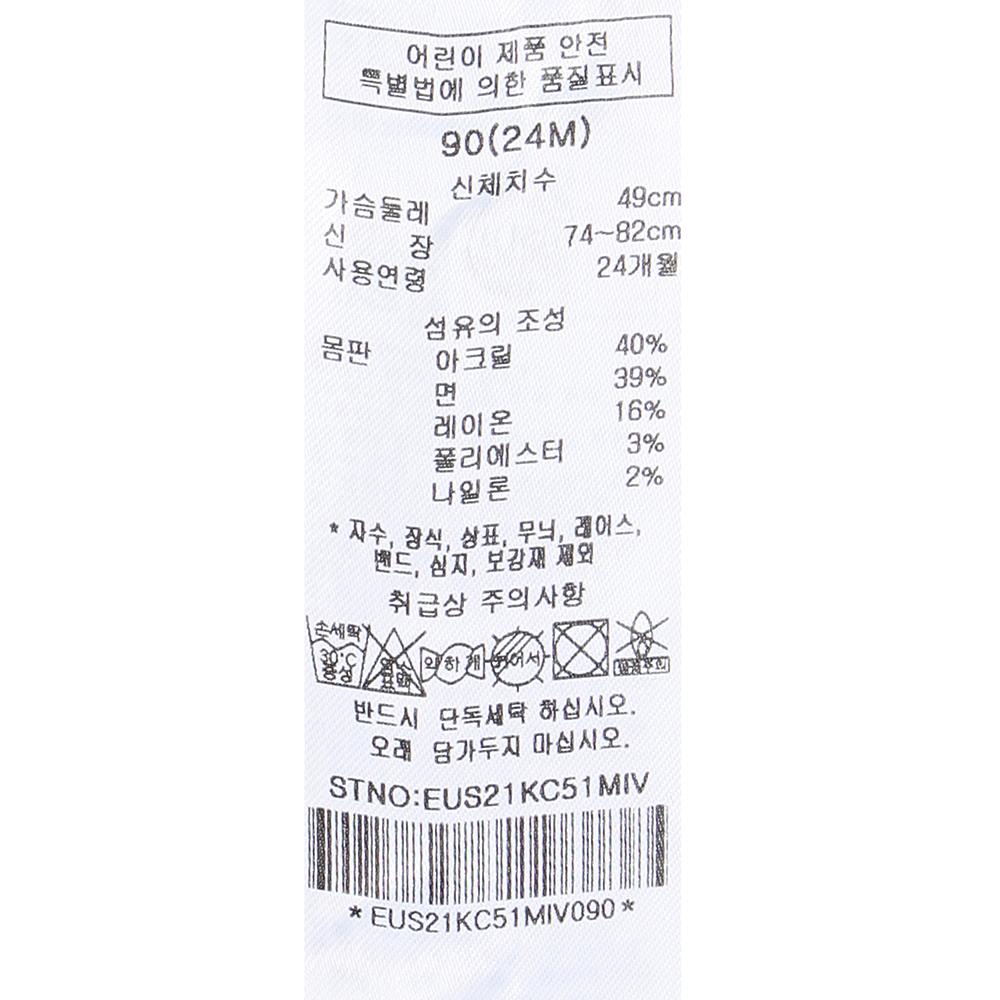 어린이 제품 안전
특별법에 의한 품질표시
90(24M)
신체치수
가슴둘레 49cm
신 장 74~82cm
사용연령 24개월
섬유의 조성
몸판 아크릴 40%
면 39%
레이온 16%
폴리에스터 3%
나일론 2%
* 자수, 장식, 상표, 무늬, 레이스,
밴드, 심지, 보강재 제외
취급상 주의사항
손세탁
30°C
중성
염소
표백
약하게
뉘어서
반드시 단독세탁 하십시오.
오래 담가두지 마십시오.
STNO:EUS21KC51MIV
*EUS21KC51MIV090*